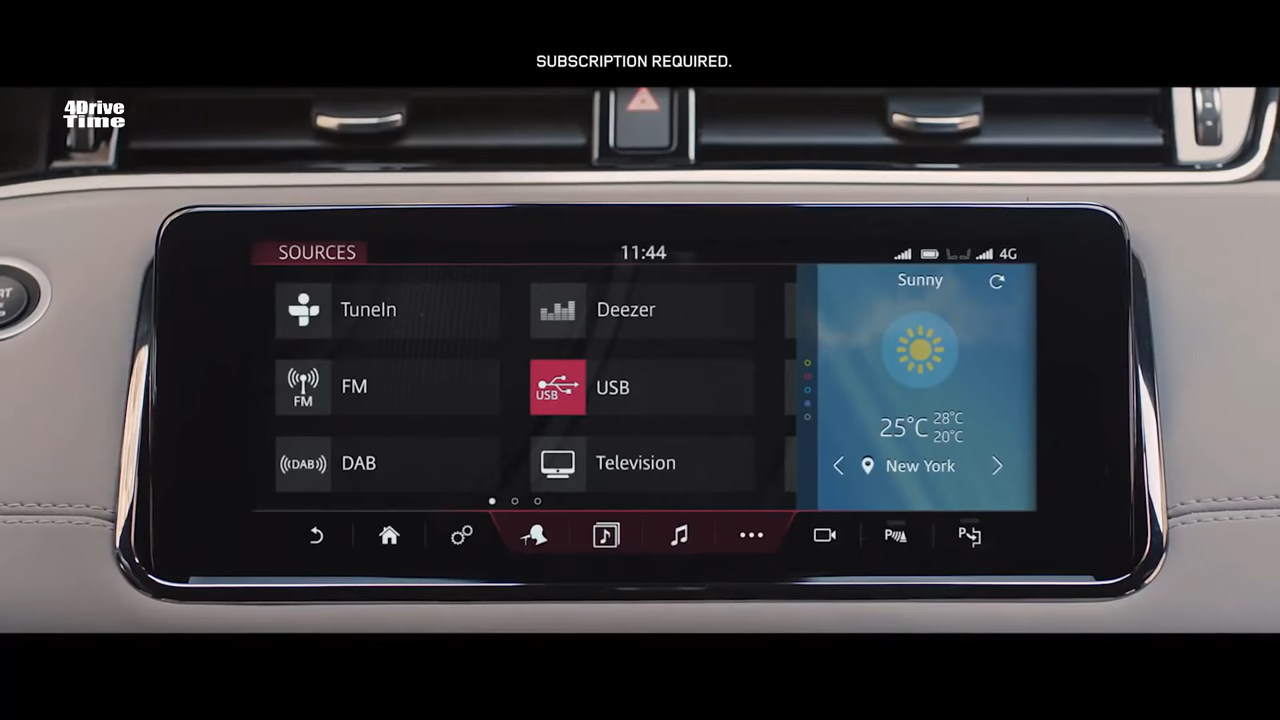 SUBSCRIPTION REQUIRED.
4Drive
Time
SOURCES
11:44
4G
TuneIn
Deezer
Sunny
FM
FM
USB
USB
25°C
28°C
20°C
DAB
DAB
Television
New York
P
P